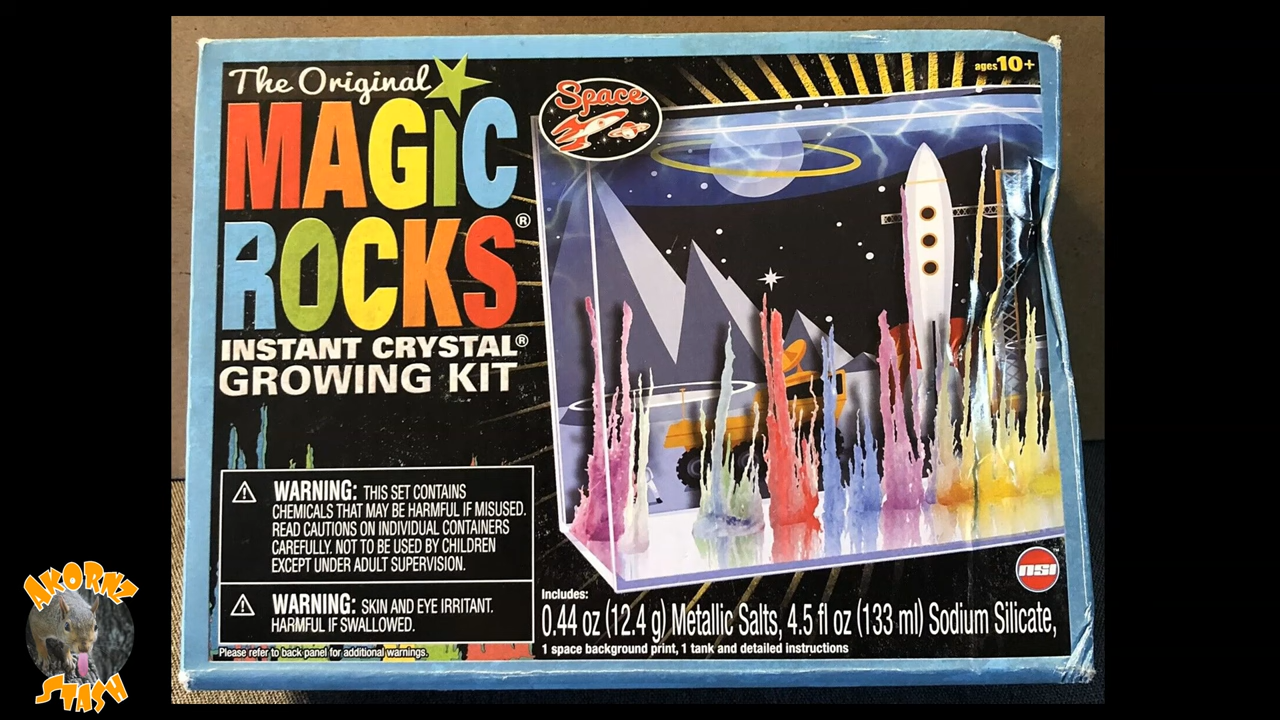 The Original
MAGiC
ROCKS®
INSTANT CRYSTAL®
GROWING KIT
Space
ages 10+
WARNING: THIS SET CONTAINS
CHEMICALS THAT MAY BE HARMFUL IF MISUSED.
READ CAUTIONS ON INDIVIDUAL CONTAINERS
CAREFULLY. NOT TO BE USED BY CHILDREN
EXCEPT UNDER ADULT SUPERVISION.
WARNING: SKIN AND EYE IRRITANT.
HARMFUL IF SWALLOWED.
Please refer to back panel for additional warnings.
nsi
Includes:
0.44 oz (12.4 g) Metallic Salts, 4.5 fl oz (133 ml) Sodium Silicate,
1 space background print, 1 tank and detailed instructions
AKORNZ
STASH